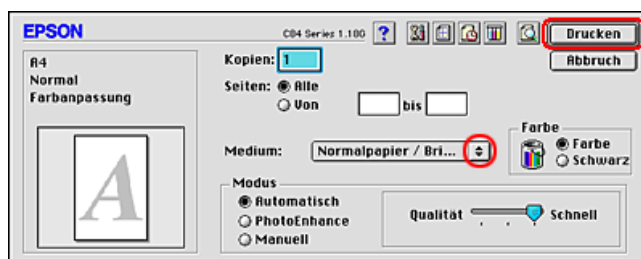 EPSON
C84 Series 1.10G
?
Drucken
A4
Normal
Farbanpassung
A
Kopien: 1
Abbruch
Seiten: Alle
Von bis
Medium: Normalpapier / Bri...
Farbe
Farbe
Schwarz
Modus
Automatisch
PhotoEnhance
Manuell
Qualität Schnell